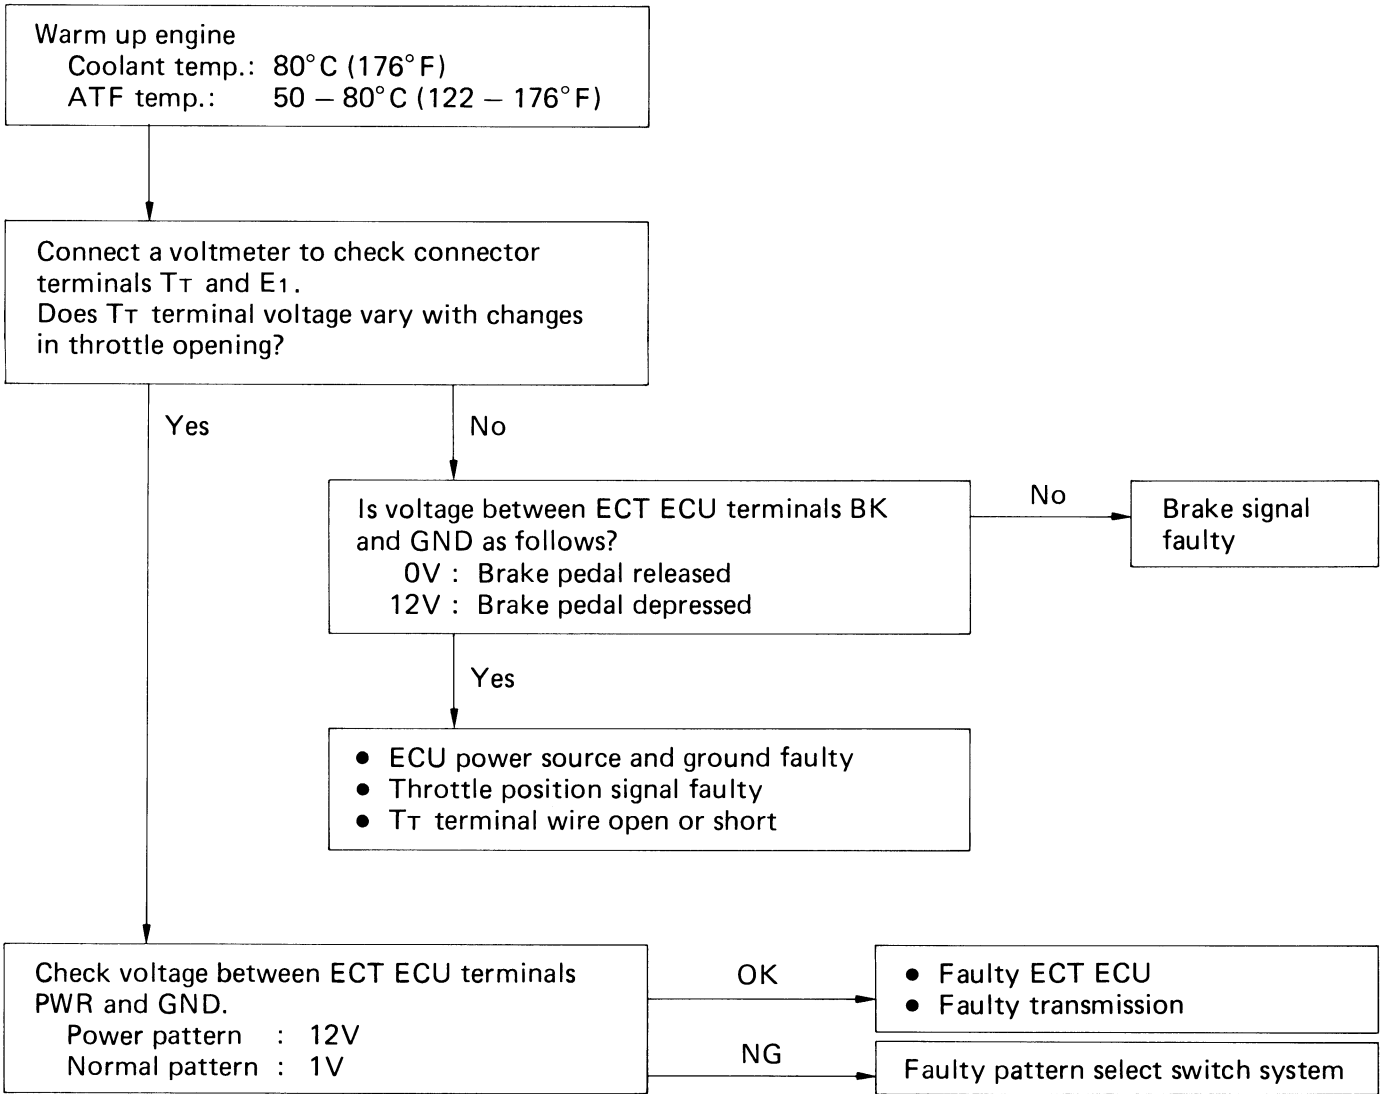 Warm up engine
Coolant temp.: 80°C (176°F)
ATF temp.: 50 – 80°C (122 – 176°F)
Connect a voltmeter to check connector
terminals TT and E1.
Does TT terminal voltage vary with changes
in throttle opening?
Yes
No
Is voltage between ECT ECU terminals BK
and GND as follows?
0V : Brake pedal released
12V : Brake pedal depressed
No
Brake signal
faulty
Yes
● ECU power source and ground faulty
● Throttle position signal faulty
● TT terminal wire open or short
Check voltage between ECT ECU terminals
PWR and GND.
Power pattern : 12V
Normal pattern : 1V
OK
● Faulty ECT ECU
● Faulty transmission
NG
Faulty pattern select switch system